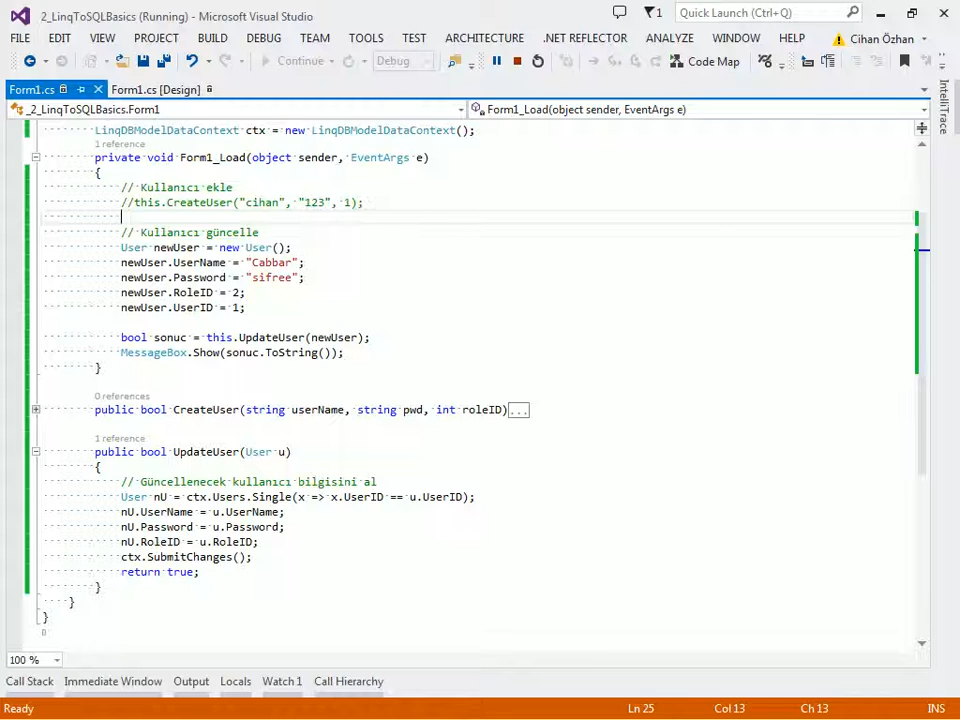 2_LinqToSQLBasics (Running) - Microsoft Visual Studio
1
Quick Launch (Ctrl+Q)
FILE EDIT VIEW PROJECT BUILD DEBUG TEAM TOOLS TEST ARCHITECTURE .NET REFLECTOR ANALYZE WINDOW HELP Cihan Özhan
Continue Debug Code Map
Form1.cs Form1.cs [Design]
_2_LinqToSQLBasics.Form1 Form1_Load(object sender, EventArgs e)
IntelliTrace
LinqDBModelDataContext ctx = new LinqDBModelDataContext();
1 reference
private void Form1_Load(object sender, EventArgs e)
{
// Kullanıcı ekle
//this.CreateUser("cihan", "123", 1);
// Kullanıcı güncelle
User newUser = new User();
newUser.UserName = "Cabbar";
newUser.Password = "sifree";
newUser.RoleID = 2;
newUser.UserID = 1;
bool sonuc = this.UpdateUser(newUser);
MessageBox.Show(sonuc.ToString());
}
0 references
public bool CreateUser(string userName, string pwd, int roleID)...
1 reference
public bool UpdateUser(User u)
{
// Güncellenecek kullanıcı bilgisini al
User nU = ctx.Users.Single(x => x.UserID == u.UserID);
nU.UserName = u.UserName;
nU.Password = u.Password;
nU.RoleID = u.RoleID;
ctx.SubmitChanges();
return true;
}
}
}
100 %
Call Stack Immediate Window Output Locals Watch 1 Call Hierarchy
Ready Ln 25 Col 13 Ch 13 INS